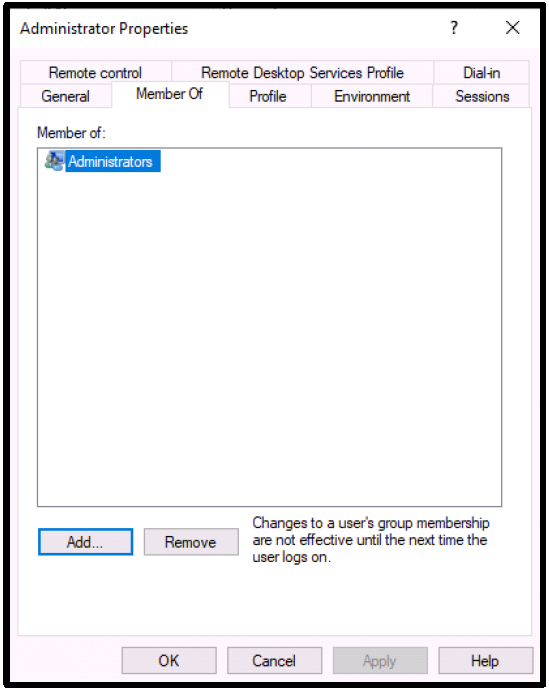 Administrator Properties ? X
Remote control Remote Desktop Services Profile Dial-in
General Member Of Profile Environment Sessions
Member of:
Administrators
Add... Remove
Changes to a user's group membership
are not effective until the next time the
user logs on.
OK Cancel Apply Help